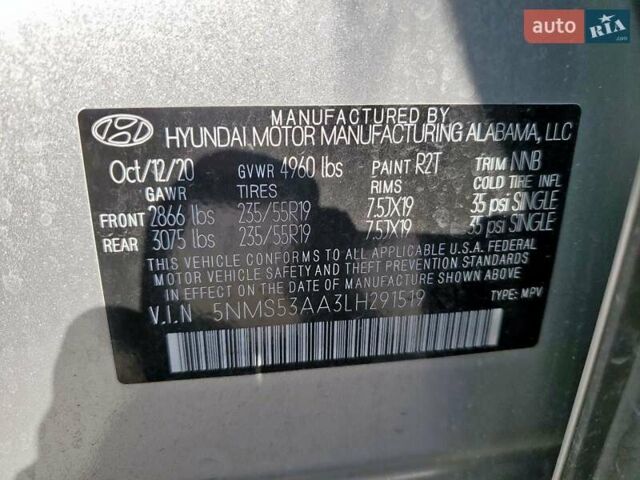 auto RIA .com
MANUFACTURED BY
HYUNDAI MOTOR MANUFACTURING ALABAMA, LLC
Oct/12/20 GVWR 4960 lbs PAINT R2T TRIM NNB
GAWR TIRES RIMS COLD TIRE INFL
FRONT 2866 lbs 235/55R19 7.5JX19 35 psi SINGLE
REAR 3075 lbs 235/55R19 7.5JX19 35 psi SINGLE
THIS VEHICLE CONFORMS TO ALL APPLICABLE U.S.A. FEDERAL
MOTOR VEHICLE SAFETY AND THEFT PREVENTION STANDARDS
IN EFFECT ON THE DATE OF MANUFACTURE SHOWN ABOVE.
V.I.N 5NMS53AA3LH291519 TYPE: MPV